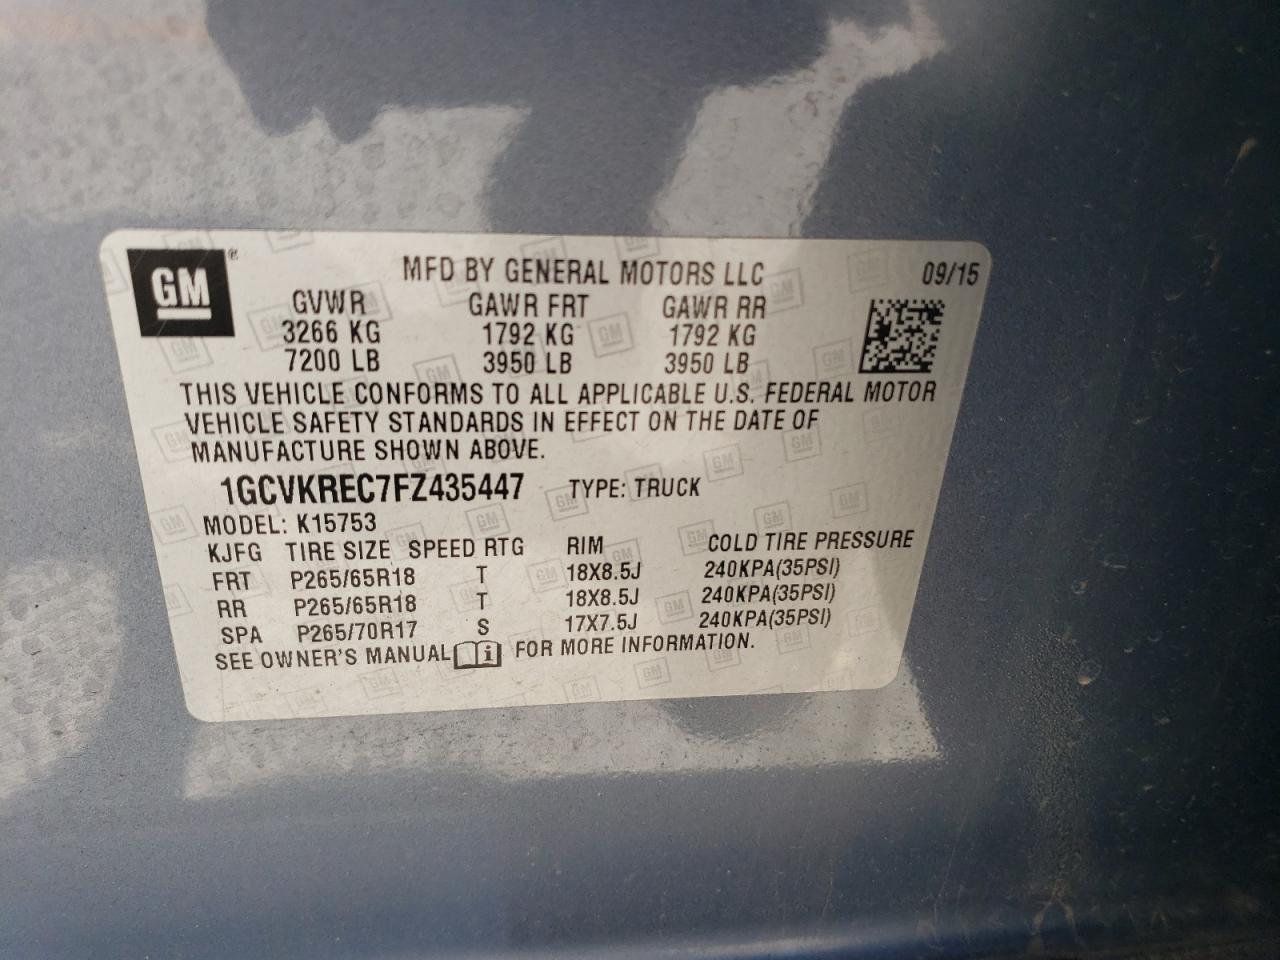 GM®
MFD BY GENERAL MOTORS LLC 09/15
GVWR GAWR FRT GAWR RR
3266 KG 1792 KG 1792 KG
7200 LB 3950 LB 3950 LB
THIS VEHICLE CONFORMS TO ALL APPLICABLE U.S. FEDERAL MOTOR
VEHICLE SAFETY STANDARDS IN EFFECT ON THE DATE OF
MANUFACTURE SHOWN ABOVE.
1GCVKREC7FZ435447 TYPE: TRUCK
MODEL: K15753
KJFG TIRE SIZE SPEED RTG RIM COLD TIRE PRESSURE
FRT P265/65R18 T 18X8.5J 240KPA(35PSI)
RR P265/65R18 T 18X8.5J 240KPA(35PSI)
SPA P265/70R17 S 17X7.5J 240KPA(35PSI)
SEE OWNER'S MANUAL FOR MORE INFORMATION.